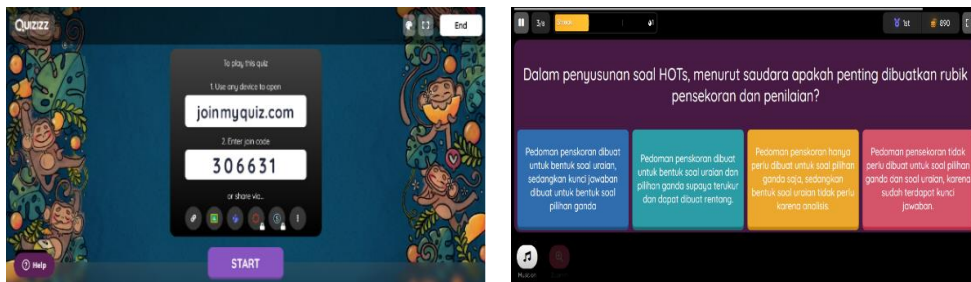 QUIZIZZ
End
To play this quiz
1. Use any device to open
joinmyquiz.com
2. Enter join code
306631
or share via...
START
Help
3/8
1st
890
Dalam penyusunan soal HOTs, menurut saudara apakah penting dibuatkan rubik
pensekoran dan penilaian?
Pedoman penskoran dibuat
untuk bentuk soal uraian,
sedangkan kunci jawaban
dibuat untuk bentuk soal
pilihan ganda
Pedoman penskoran dibuat
untuk bentuk soal uraian dan
pilihan ganda supaya terukur
dan dapat dibuat rentang.
Pedoman penskoran hanya
perlu dibuat untuk soal pilihan
ganda saja, sedangkan
bentuk soal uraian tidak perlu
karena analisis.
Pedoman pensekoran tidak
perlu dibuat untuk soal pilihan
ganda dan soal uraian, karena
sudah terdapat kunci
jawaban.